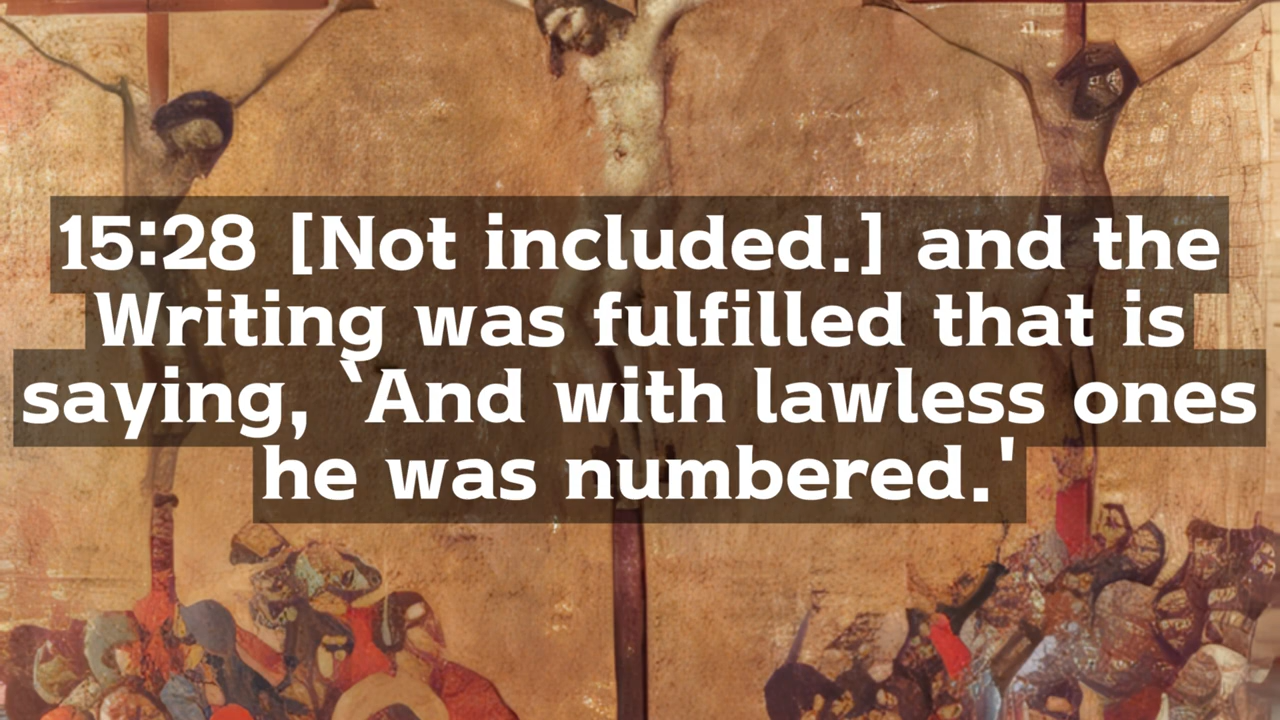 15:28 [Not included.] and the
Writing was fulfilled that is
saying, `And with lawless ones
he was numbered.'